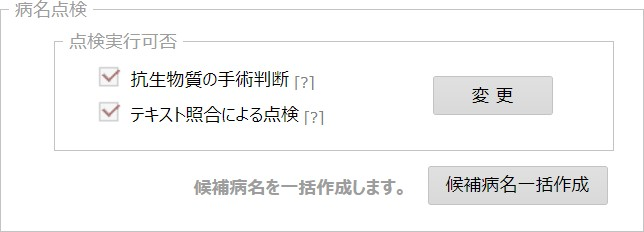 病名点検
点検実行可否
抗生物質の手術判断 [?]
テキスト照合による点検 [?]
変 更
候補病名を一括作成します。
候補病名一括作成